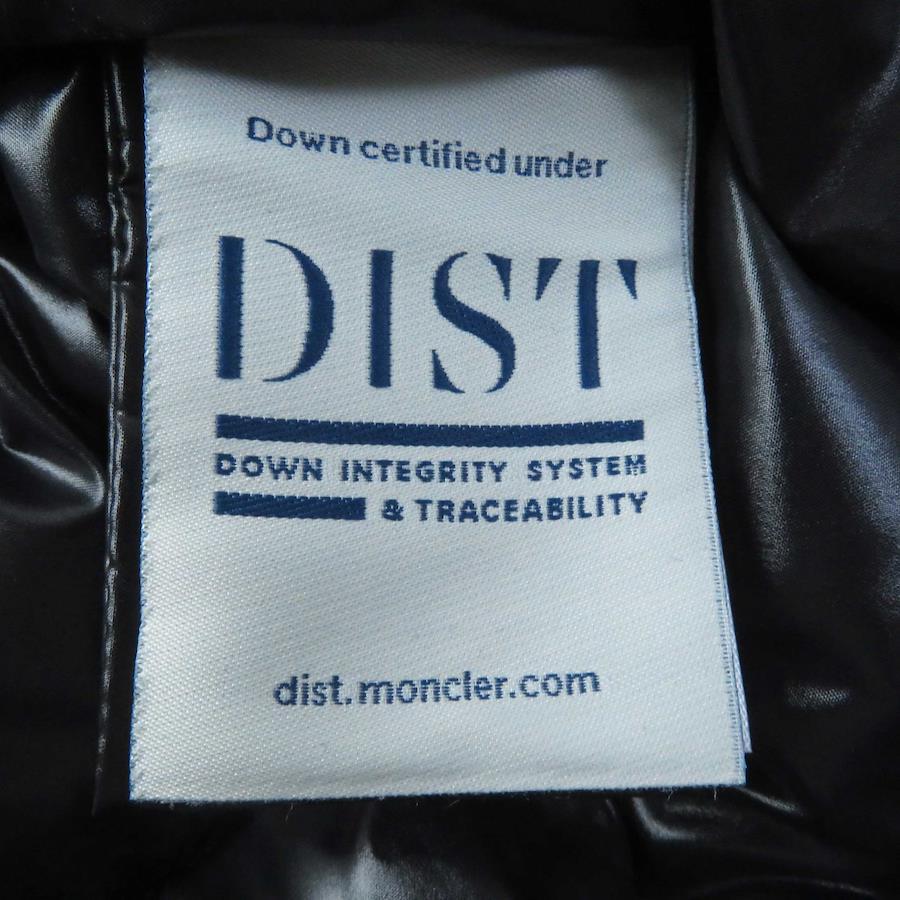 Down certified under
DIST
DOWN INTEGRITY SYSTEM
& TRACEABILITY
dist.moncler.com